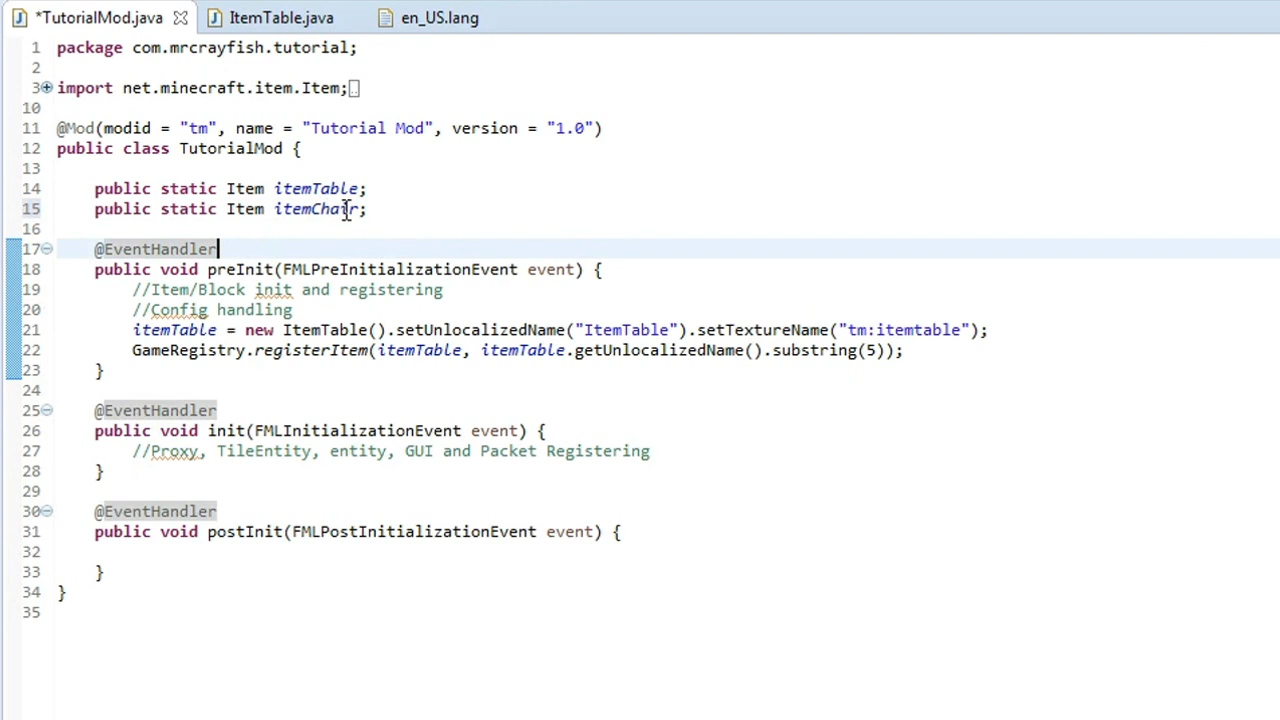 *TutorialMod.java ItemTable.java en_US.lang
1 package com.mrcrayfish.tutorial;
2
3 import net.minecraft.item.Item;
10
11 @Mod(modid = "tm", name = "Tutorial Mod", version = "1.0")
12 public class TutorialMod {
13
14 public static Item itemTable;
15 public static Item itemChair;
16
17 @EventHandler
18 public void preInit(FMLPreInitializationEvent event) {
19 //Item/Block init and registering
20 //Config handling
21 itemTable = new ItemTable().setUnlocalizedName("ItemTable").setTextureName("tm:itemtable");
22 GameRegistry.registerItem(itemTable, itemTable.getUnlocalizedName().substring(5));
23 }
24
25 @EventHandler
26 public void init(FMLInitializationEvent event) {
27 //Proxy, TileEntity, entity, GUI and Packet Registering
28 }
29
30 @EventHandler
31 public void postInit(FMLPostInitializationEvent event) {
32
33 }
34 }
35